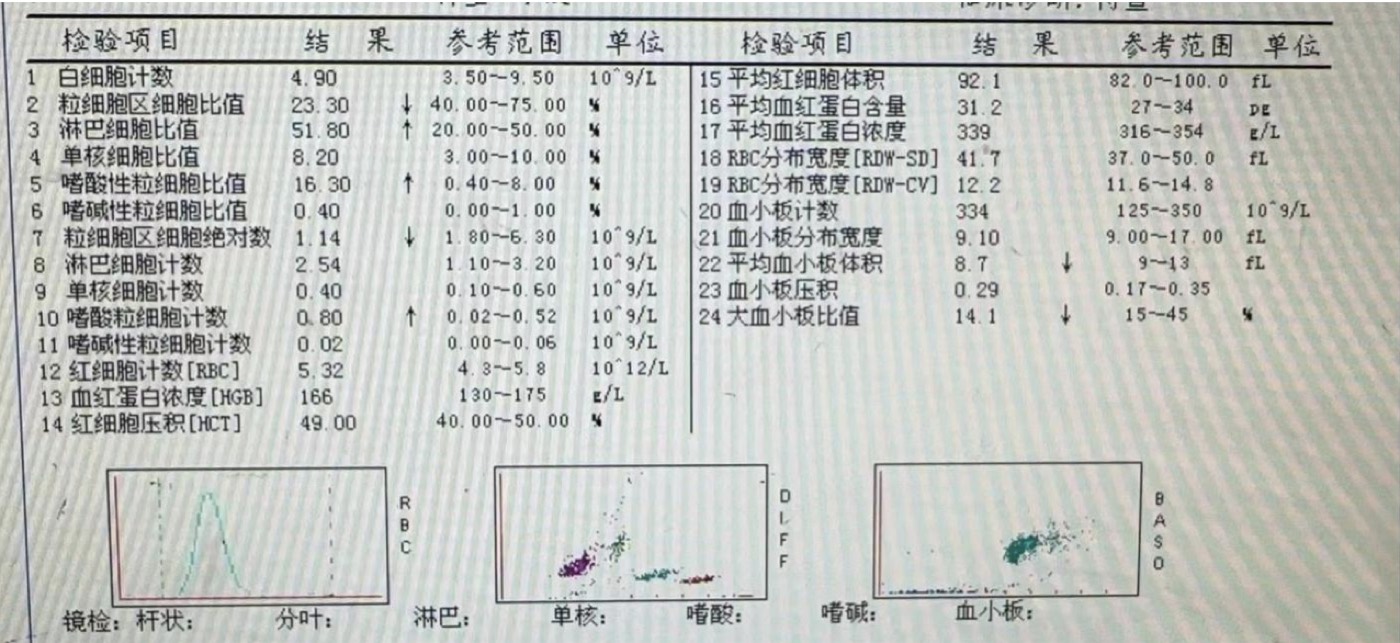 检验项目 结 果 参考范围 单位 检验项目 结 果 参考范围 单位
1 白细胞计数 4.90 3.50~9.50 10^9/L 15 平均红细胞体积 92.1 82.0~100.0 fL
2 粒细胞区细胞比值 23.30 ↓ 40.00~75.00 % 16 平均血红蛋白含量 31.2 27~34 pg
3 淋巴细胞比值 51.80 ↑ 20.00~50.00 % 17 平均血红蛋白浓度 339 316~354 g/L
4 单核细胞比值 8.20 3.00~10.00 % 18 RBC分布宽度[RDW-SD] 41.7 37.0~50.0 fL
5 嗜酸性粒细胞比值 16.30 ↑ 0.40~8.00 % 19 RBC分布宽度[RDW-CV] 12.2 11.6~14.8
6 嗜碱性粒细胞比值 0.40 0.00~1.00 % 20 血小板计数 334 125~350 10^9/L
7 粒细胞区细胞绝对数 1.14 ↓ 1.80~6.30 10^9/L 21 血小板分布宽度 9.10 9.00~17.00 fL
8 淋巴细胞计数 2.54 1.10~3.20 10^9/L 22 平均血小板体积 8.7 ↓ 9~13 fL
9 单核细胞计数 0.40 0.10~0.60 10^9/L 23 血小板压积 0.29 0.17~0.35
10 嗜酸粒细胞计数 0.80 ↑ 0.02~0.52 10^9/L 24 大血小板比值 14.1 ↓ 15~45 %
11 嗜碱性粒细胞计数 0.02 0.00~0.06 10^9/L
12 红细胞计数[RBC] 5.32 4.3~5.8 10^12/L
13 血红蛋白浓度[HGB] 166 130~175 g/L
14 红细胞压积[HCT] 49.00 40.00~50.00 %
RBC DIFF BASO
镜检: 杆状: 分叶: 淋巴: 单核: 嗜酸: 嗜碱: 血小板: